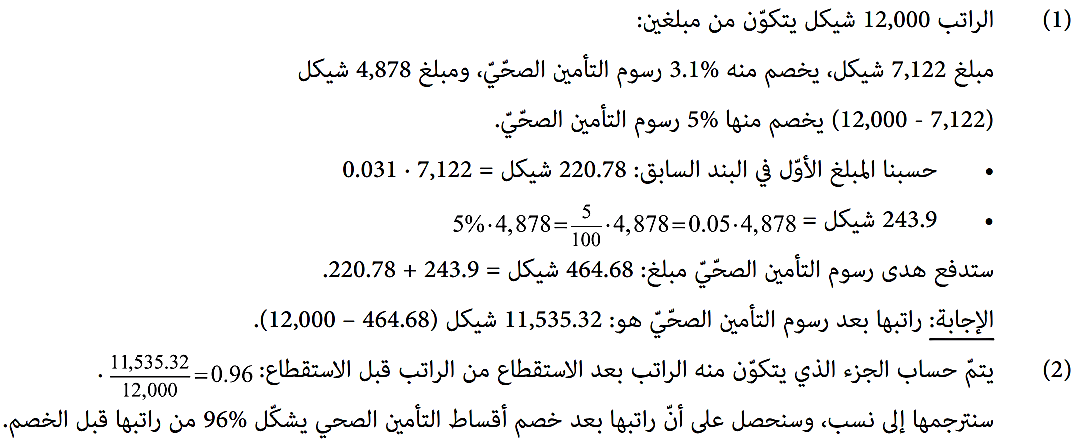 (1) الراتب 12,000 شيكل يتكوّن من مبلغين:
مبلغ 7,122 شيكل، يخصم منه 3.1% رسوم التأمين الصحّيّ، ومبلغ 4,878 شيكل
(12,000 - 7,122) يخصم منها 5% رسوم التأمين الصحّيّ.
• حسبنا المبلغ الأوّل في البند السابق: 220.78 شيكل = 7,122 · 0.031
• 243.9 شيكل = 5%·4,878=5/100·4,878=0.05·4,878
ستدفع هدى رسوم التأمين الصحّيّ مبلغ: 464.68 شيكل = 243.9 + 220.78.
الإجابة: راتبها بعد رسوم التأمين الصحّيّ هو: 11,535.32 شيكل (464.68 – 12,000).
(2) يتمّ حساب الجزء الذي يتكوّن منه الراتب بعد الاستقطاع من الراتب قبل الاستقطاع: 11,535.32/12,000=0.96 .
سنترجمها إلى نسب، وسنحصل على أنّ راتبها بعد خصم أقساط التأمين الصحي يشكّل 96% من راتبها قبل الخصم.